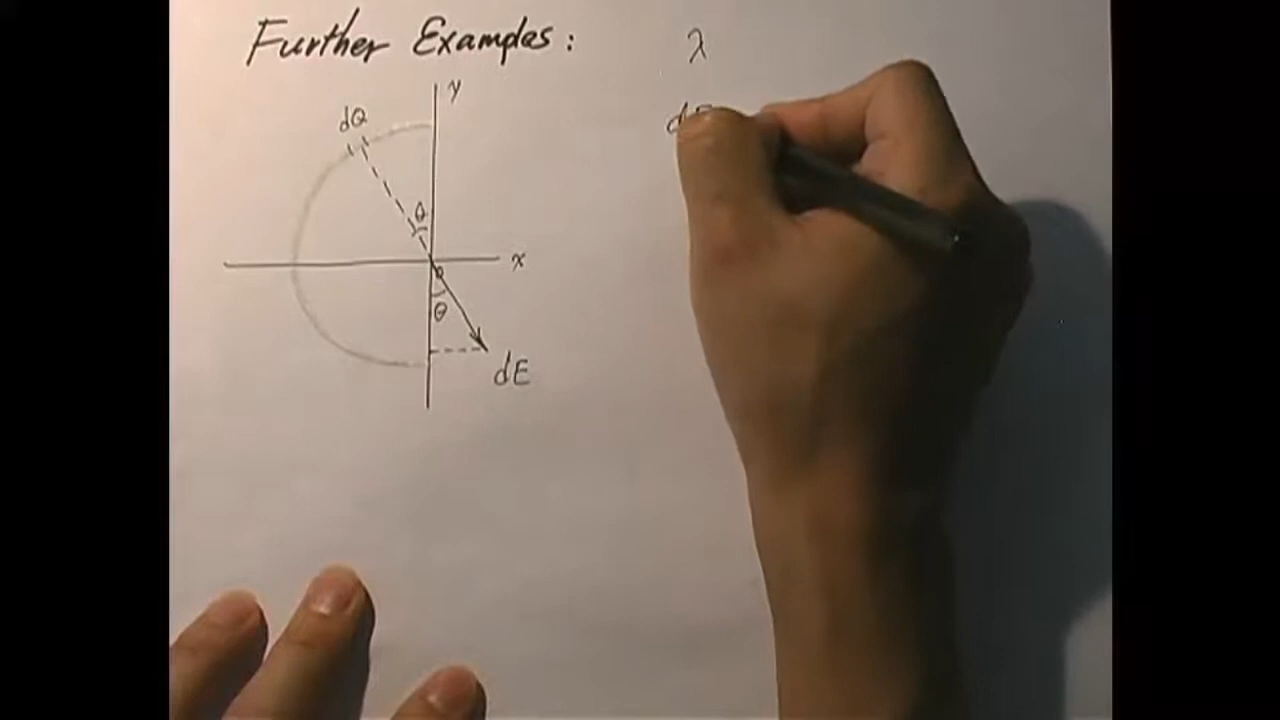 Further Examples:
λ
y
dQ
θ
x
θ
dE